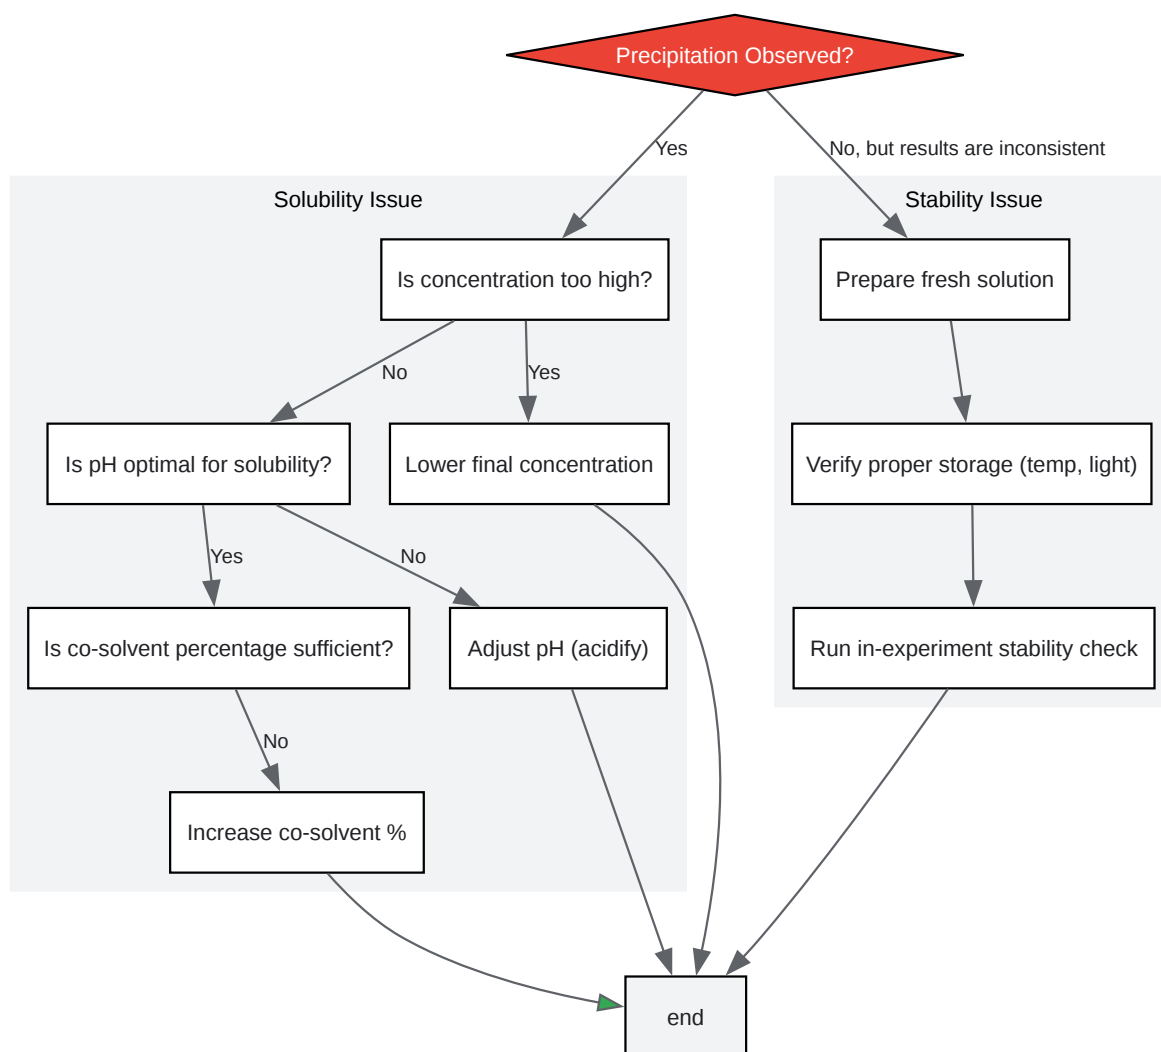 Precipitation Observed?
Yes
No, but results are inconsistent
Solubility Issue
Stability Issue
Is concentration too high?
Prepare fresh solution
No
Yes
Is pH optimal for solubility?
Lower final concentration
Verify proper storage (temp, light)
Yes
No
Is co-solvent percentage sufficient?
Adjust pH (acidify)
Run in-experiment stability check
No
Increase co-solvent %
end